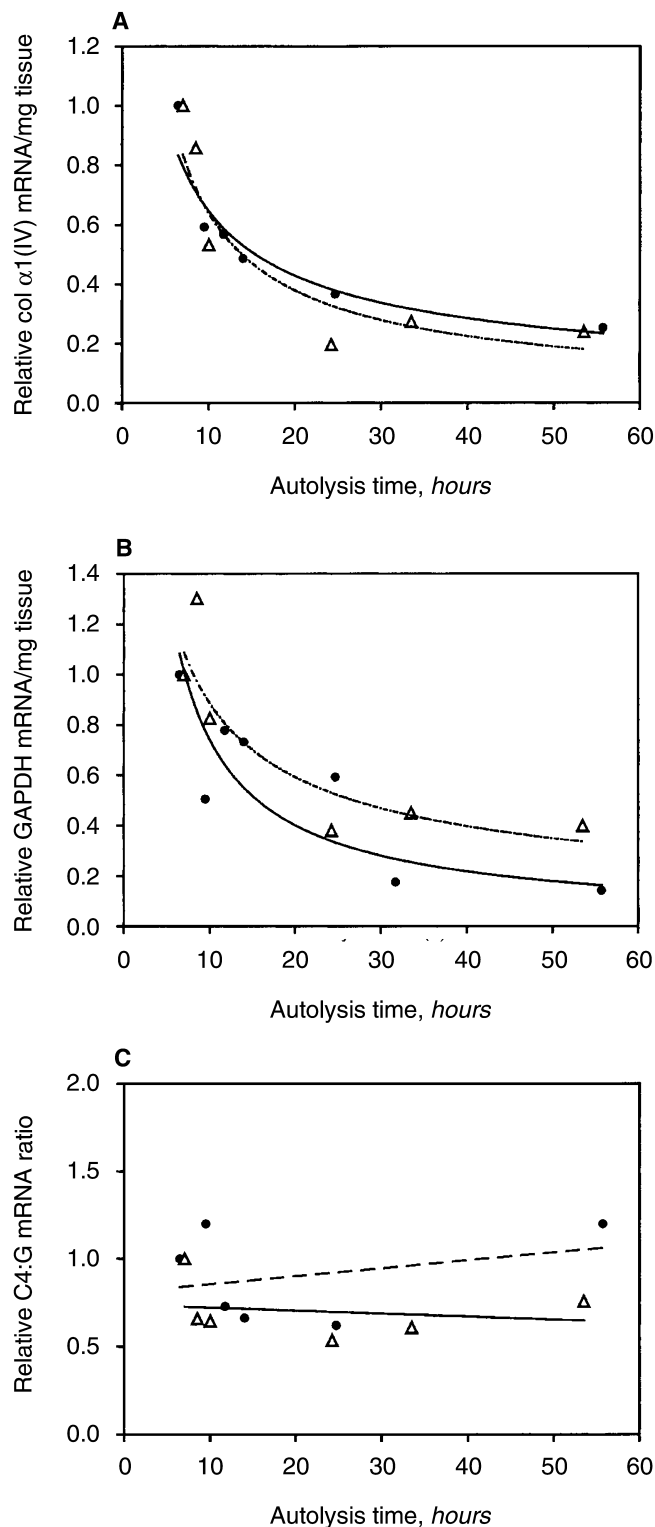 A
Relative col α1(IV) mRNA/mg tissue
1.2
1.0
0.8
0.6
0.4
0.2
0.0
0 10 20 30 40 50 60
Autolysis time, hours
B
Relative GAPDH mRNA/mg tissue
1.4
1.2
1.0
0.8
0.6
0.4
0.2
0.0
0 10 20 30 40 50 60
Autolysis time, hours
C
Relative C4:G mRNA ratio
2.0
1.5
1.0
0.5
0.0
0 10 20 30 40 50 60
Autolysis time, hours